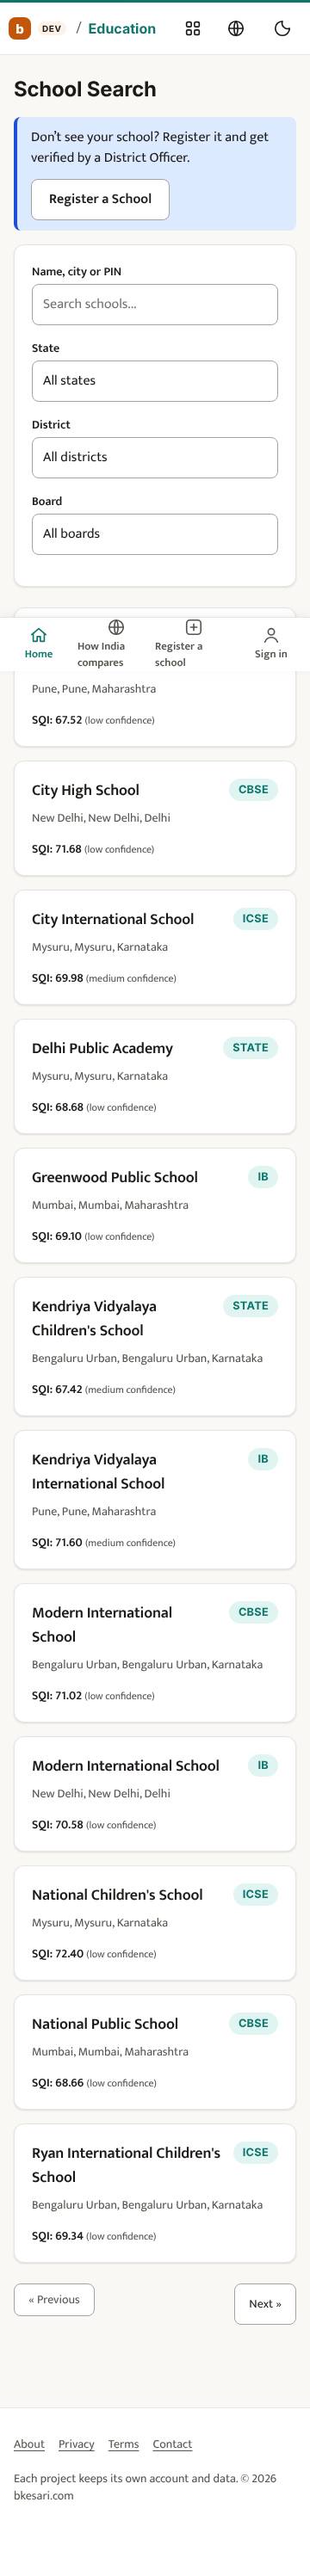 b DEV / Education
School Search
Don't see your school? Register it and get
verified by a District Officer.
Register a School
Name, city or PIN
Search schools...
State
All states
District
All districts
Board
All boards
Home
How India
compares
Register a
school
Sign in
Pune, Pune, Maharashtra
SQI: 67.52 (low confidence)
City High School CBSE
New Delhi, New Delhi, Delhi
SQI: 71.68 (low confidence)
City International School ICSE
Mysuru, Mysuru, Karnataka
SQI: 69.98 (medium confidence)
Delhi Public Academy STATE
Mysuru, Mysuru, Karnataka
SQI: 68.68 (low confidence)
Greenwood Public School IB
Mumbai, Mumbai, Maharashtra
SQI: 69.10 (low confidence)
Kendriya Vidyalaya STATE
Children's School
Bengaluru Urban, Bengaluru Urban, Karnataka
SQI: 67.42 (medium confidence)
Kendriya Vidyalaya IB
International School
Pune, Pune, Maharashtra
SQI: 71.60 (medium confidence)
Modern International CBSE
School
Bengaluru Urban, Bengaluru Urban, Karnataka
SQI: 71.02 (low confidence)
Modern International School IB
New Delhi, New Delhi, Delhi
SQI: 70.58 (low confidence)
National Children's School ICSE
Mysuru, Mysuru, Karnataka
SQI: 72.40 (low confidence)
National Public School CBSE
Mumbai, Mumbai, Maharashtra
SQI: 68.66 (low confidence)
Ryan International Children's ICSE
School
Bengaluru Urban, Bengaluru Urban, Karnataka
SQI: 69.34 (low confidence)
« Previous Next »
About Privacy Terms Contact
Each project keeps its own account and data. © 2026
bkesari.com